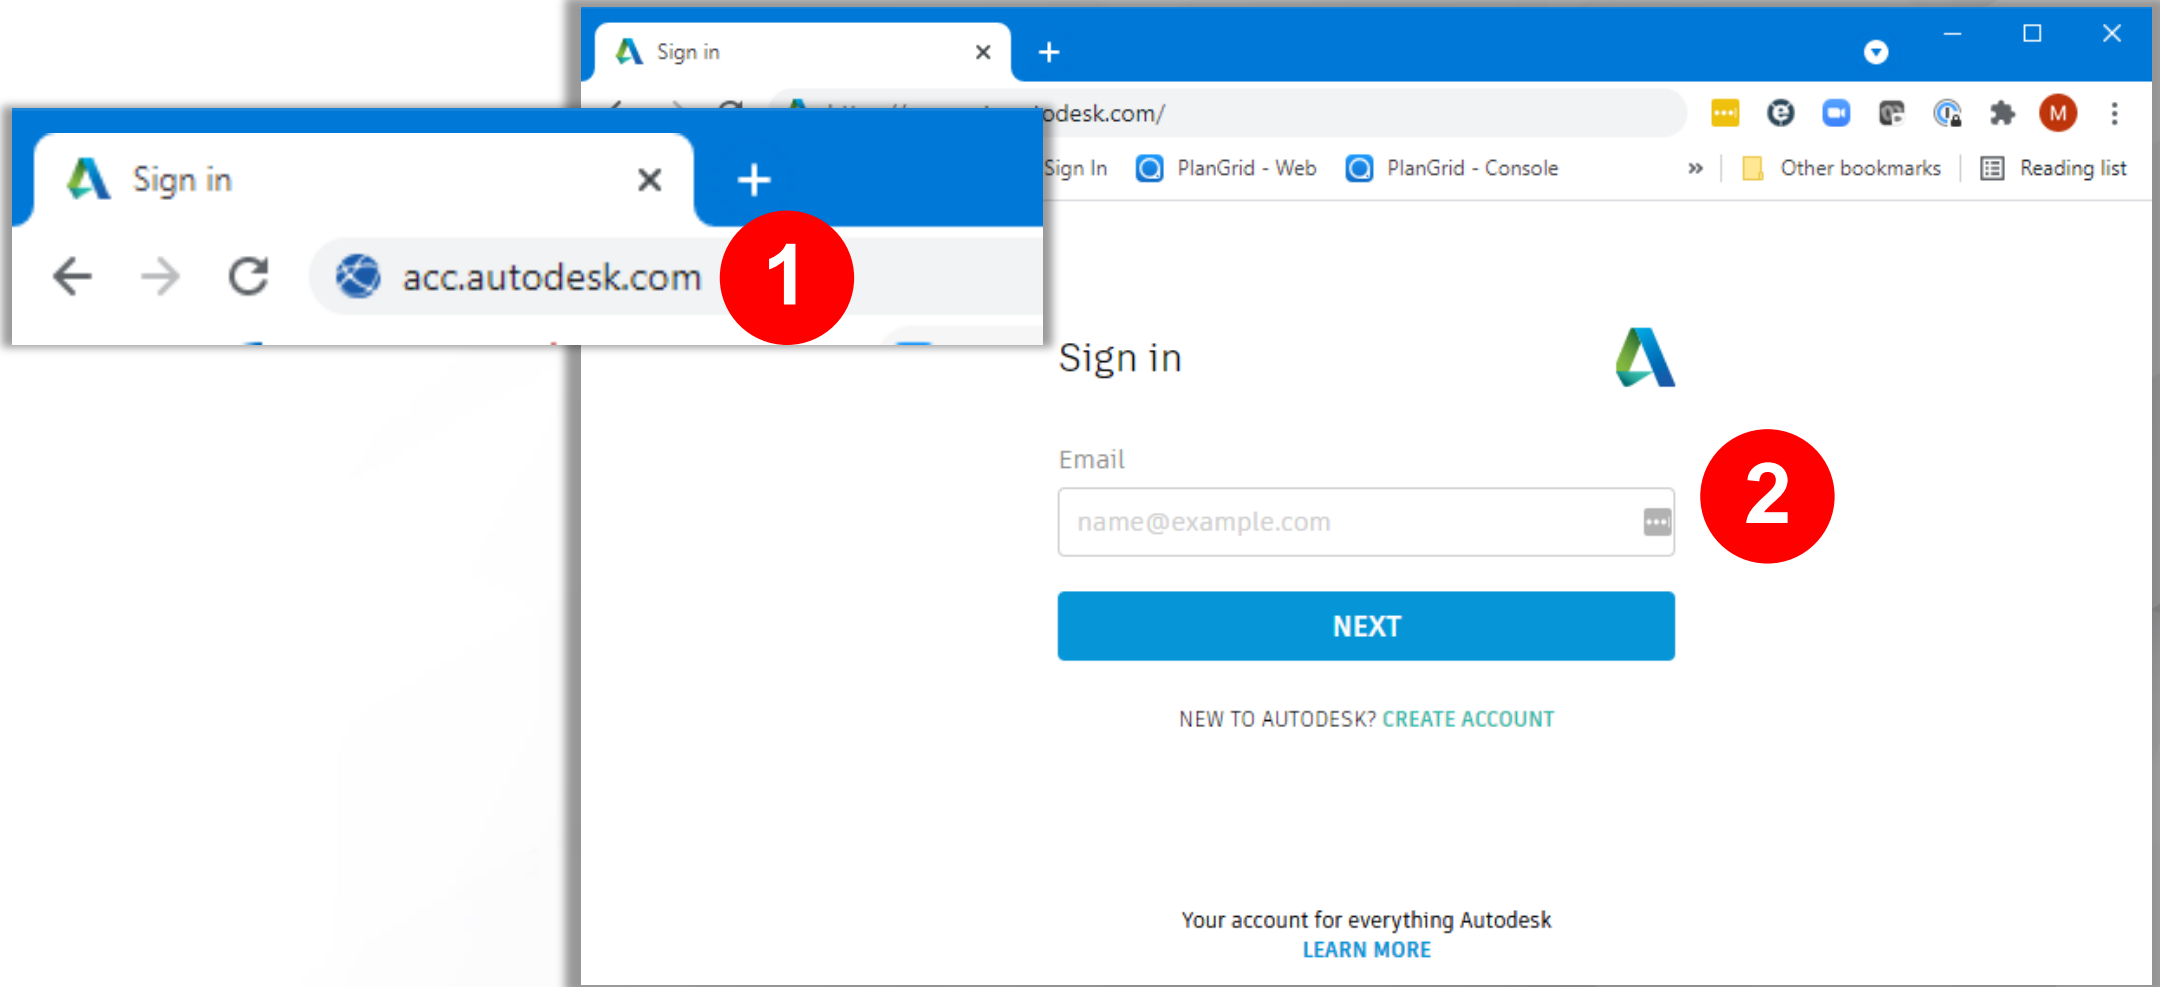 Sign in
odesk.com/
M
Sign In PlanGrid - Web PlanGrid - Console » Other bookmarks Reading list
Sign in
acc.autodesk.com
1
Sign in
Email
name@example.com
2
NEXT
NEW TO AUTODESK? CREATE ACCOUNT
Your account for everything Autodesk
LEARN MORE